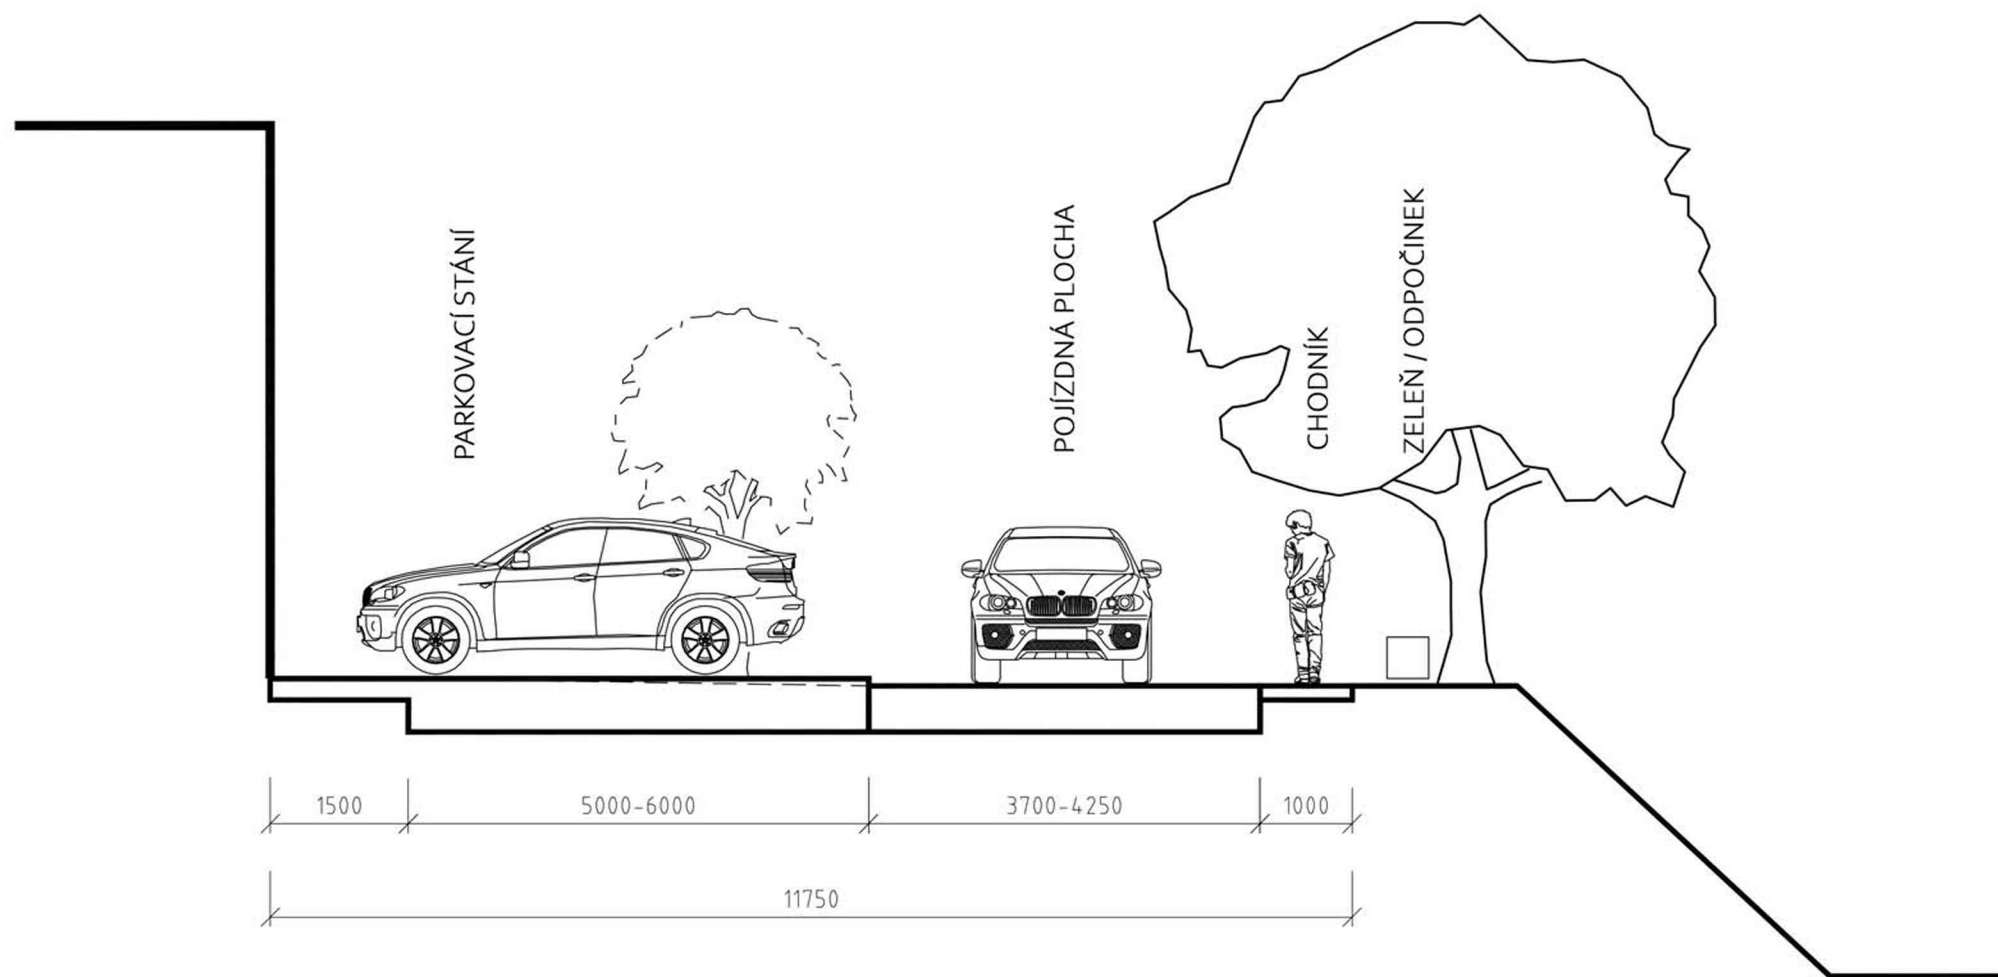 PARKOVACÍ STÁNÍ
POJÍZDNÁ PLOCHA
CHODNÍK
ZELEŇ / ODPOČINEK
1500
5000-6000
3700-4250
1000
11750